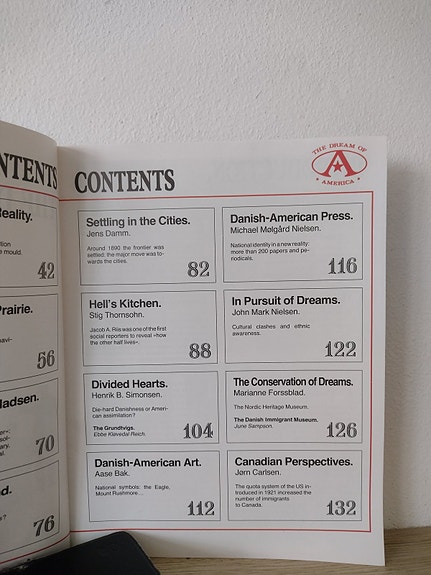 NTENTS
Reality.
42
Prairie.
56
70
76
CONTENTS
THE DREAM OF
A
AMERICA
Settling in the Cities.
Jens Damm.
Around 1890 the frontier was
settled: the major move was to-
wards the cities.
82
Hell's Kitchen.
Stig Thornsohn.
Jacob A. Riis was one of the first
social reporters to reveal »how
the other half lives«.
88
Divided Hearts.
Henrik B. Simonsen.
Die-hard Danishness or Ameri-
can assimilation?
The Grundtvigs.
Ebbe Kløvedal Reich.
104
Danish-American Art.
Aase Bak.
National symbols: the Eagle,
Mount Rushmore...
112
Danish-American Press.
Michael Mølgård Nielsen.
National identity in a new reality:
more than 200 papers and pe-
riodicals.
116
In Pursuit of Dreams.
John Mark Nielsen.
Cultural clashes and ethnic
awareness.
122
The Conservation of Dreams.
Marianne Forssblad.
The Nordic Heritage Museum.
The Danish Immigrant Museum.
June Sampson.
126
Canadian Perspectives.
Jørn Carlsen.
The quota system of the US in-
troduced in 1921 increased the
number of immigrants
to Canada.
132